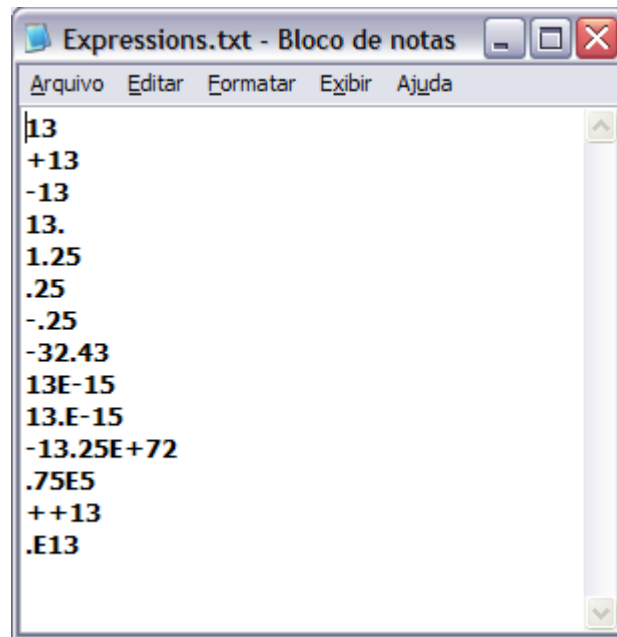 Expressions.txt - Bloco de notas
Arquivo Editar Formatar Exibir Ajuda
13
+13
-13
13.
1.25
.25
-.25
-32.43
13E-15
13.E-15
-13.25E+72
.75E5
++13
.E13